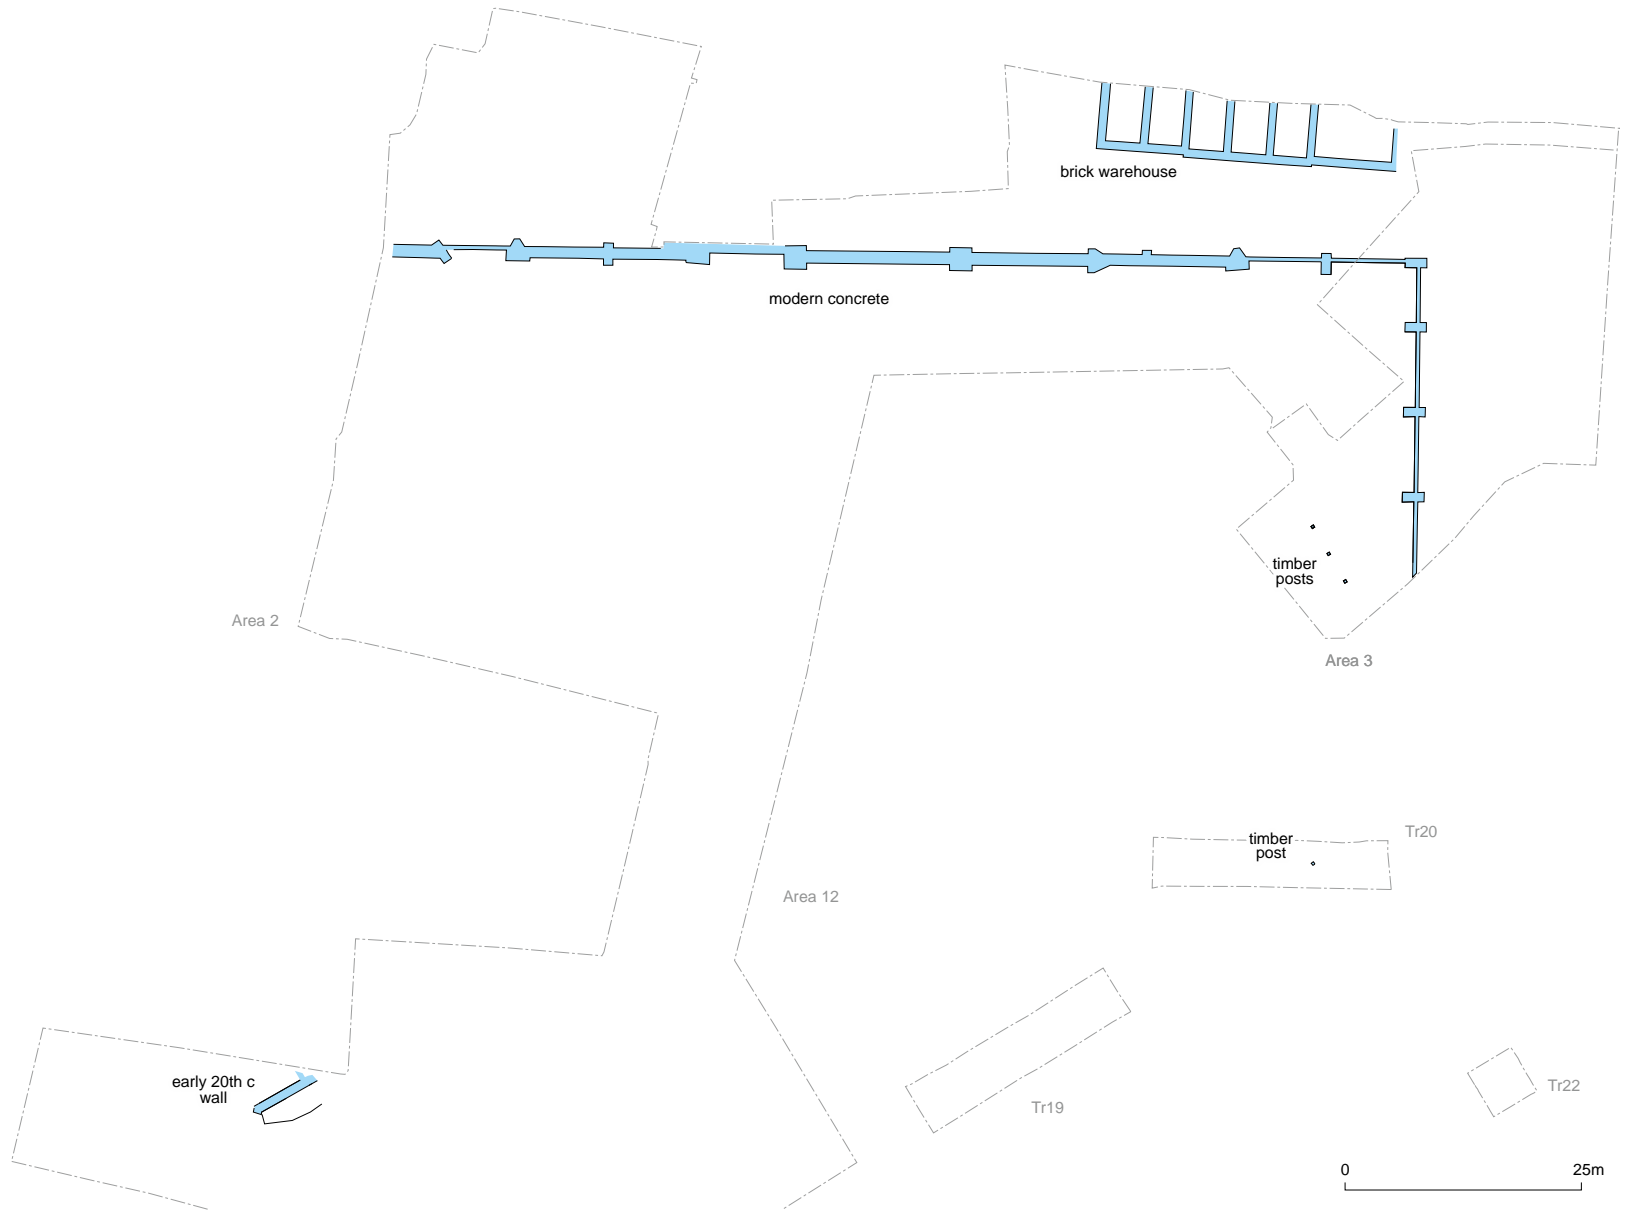 brick warehouse
modern concrete
timber
posts
Area 2
Area 3
timber
post
Tr20
Area 12
early 20th c
wall
Tr19
Tr22
0
25m